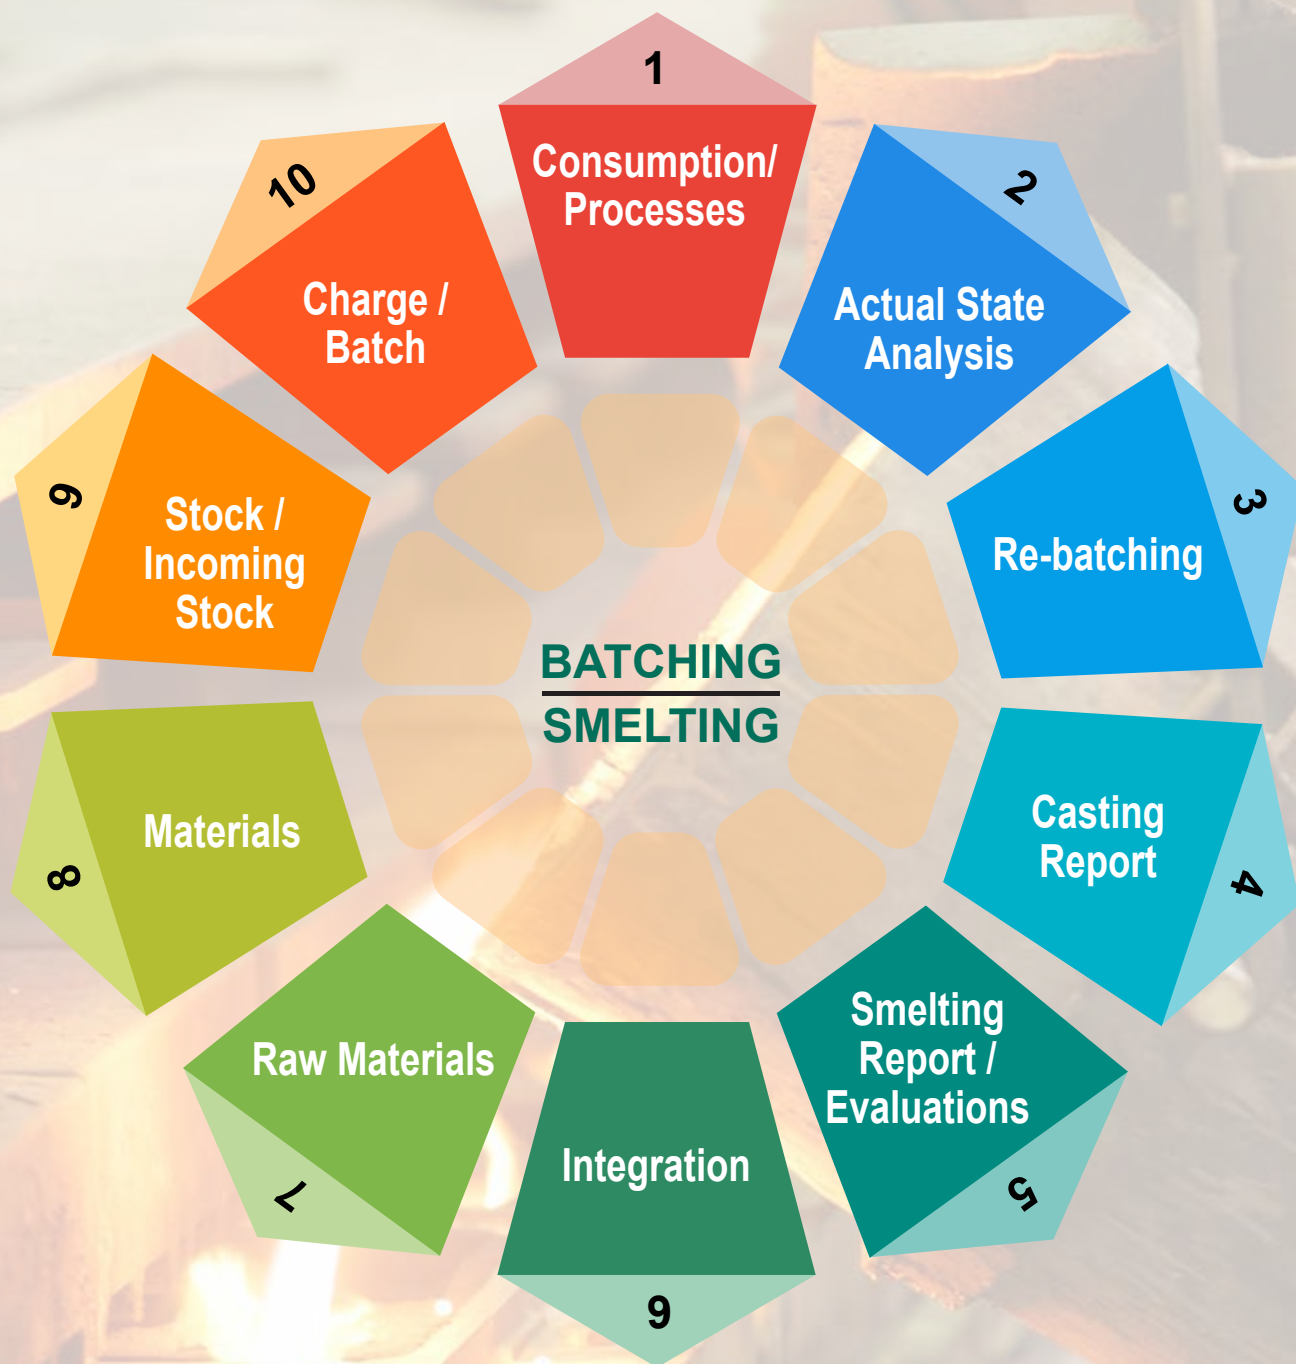 1
Consumption/
Processes
2
Actual State
Analysis
3
Re-batching
4
Casting
Report
5
Smelting
Report /
Evaluations
6
Integration
7
Raw Materials
8
Materials
9
Stock /
Incoming
Stock
10
Charge /
Batch
BATCHING
SMELTING